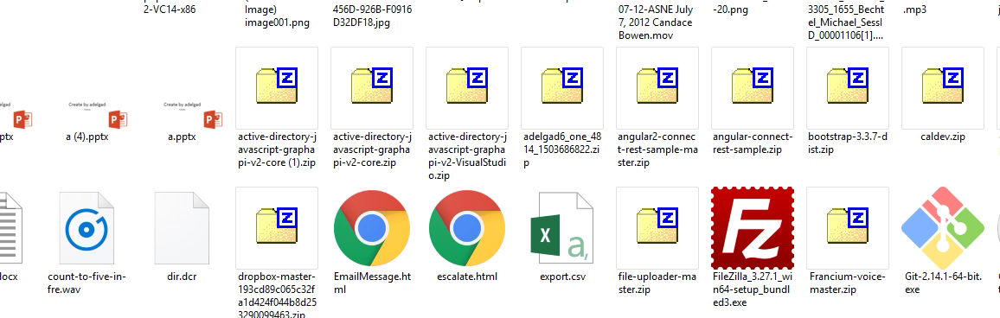 2-VC14-x86
Image)
image001.png
456D-926B-F0916
D32DF18.jpg
07-12-ASNE July
7, 2012 Candace
Bowen.mov
-20.png
3305_1655_Becht
el_Michael_SessI
D_00001106[1]....
.mp3
Create by adelgad
Create by adelgad
ptx
a (4).pptx
a.pptx
active-directory-j
avascript-grapha
pi-v2-core (1).zip
active-directory-j
avascript-grapha
pi-v2-core.zip
active-directory-j
avascript-grapha
pi-v2-VisualStudi
o.zip
adelgad6_one_48
14_1503686822.zi
p
angular2-connec
t-rest-sample-ma
ster.zip
angular-connect-
rest-sample.zip
bootstrap-3.3.7-d
ist.zip
caldev.zip
ocx
count-to-five-in-
fre.wav
dir.dcr
dropbox-master-
193cd89c065c32f
a1d424f044b8d25
3290099463.zip
EmailMessage.ht
ml
escalate.html
export.csv
file-uploader-ma
ster.zip
FileZilla_3.27.1_wi
n64-setup_bundl
ed3.exe
Francium-voice-
master.zip
Git-2.14.1-64-bit.
exe